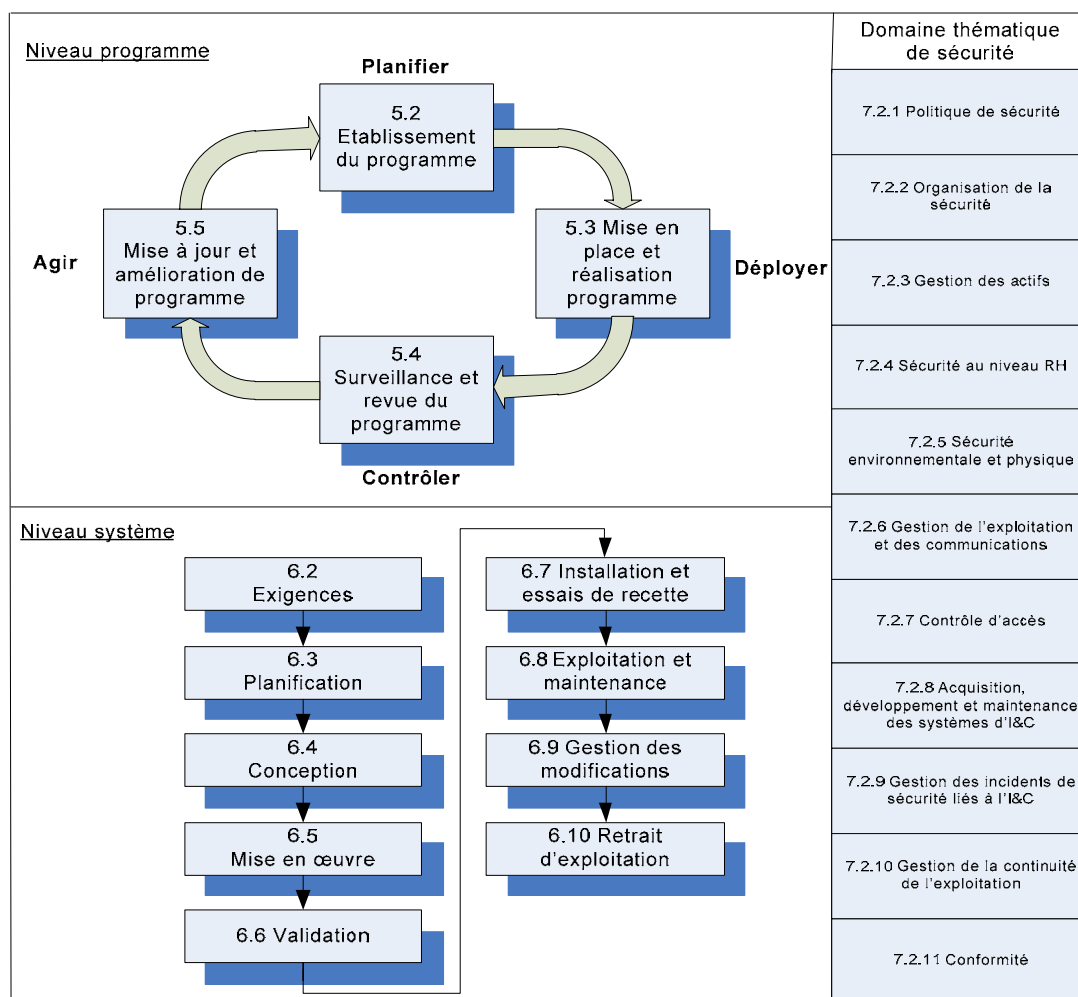 Niveau programme
Planifier
5.2
Etablissement
du programme
5.5
Mise à jour et
amélioration de
programme
Agir
5.3 Mise en
place et
réalisation
programme
Déployer
5.4
Surveillance et
revue du
programme
Contrôler
Niveau système
6.2
Exigences
6.3
Planification
6.4
Conception
6.5
Mise en œuvre
6.6 Validation
6.7 Installation et
essais de recette
6.8 Exploitation et
maintenance
6.9 Gestion des
modifications
6.10 Retrait
d'exploitation
Domaine thématique
de sécurité
7.2.1 Politique de sécurité
7.2.2 Organisation de la
sécurité
7.2.3 Gestion des actifs
7.2.4 Sécurité au niveau RH
7.2.5 Sécurité
environnementale et physique
7.2.6 Gestion de l'exploitation
et des communications
7.2.7 Contrôle d'accès
7.2.8 Acquisition,
développement et maintenance
des systèmes d'I&C
7.2.9 Gestion des incidents de
sécurité liés à l'I&C
7.2.10 Gestion de la continuité
de l'exploitation
7.2.11 Conformité